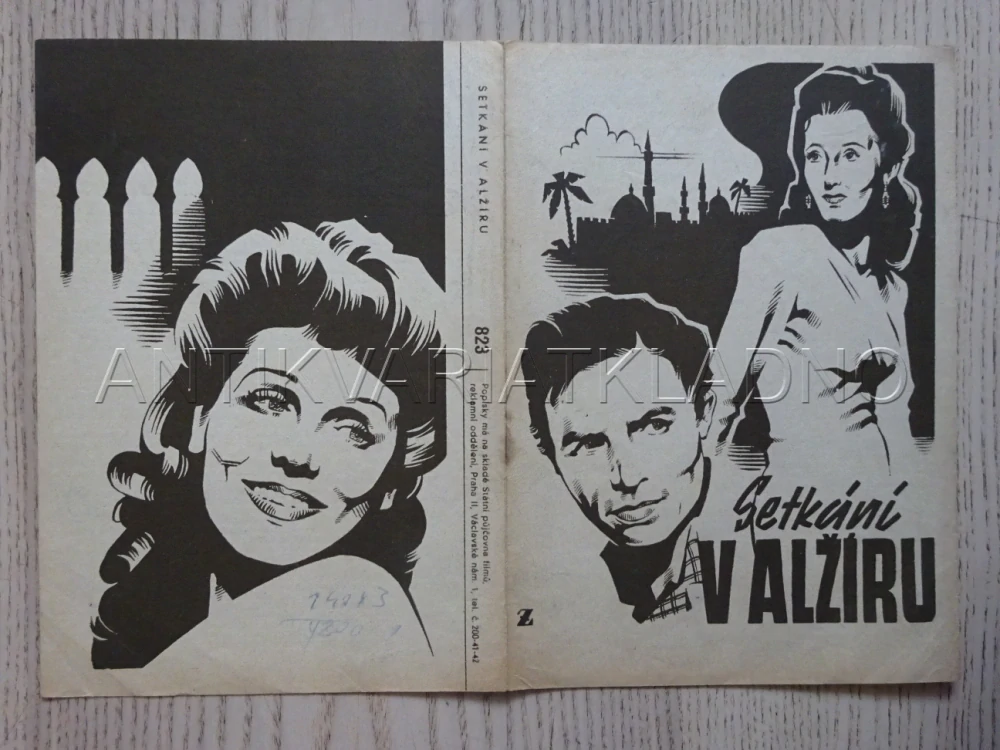 SETKÁNÍ V ALŽÍRU
823
Popisky má na skladě Státní půjčovna filmů,
reklamní oddělení, Praha II, Václavské nám. 1, tel. č. 200-41-42
Setkání
V ALŽÍRU
Z
ANTIKVARIATKLADNO